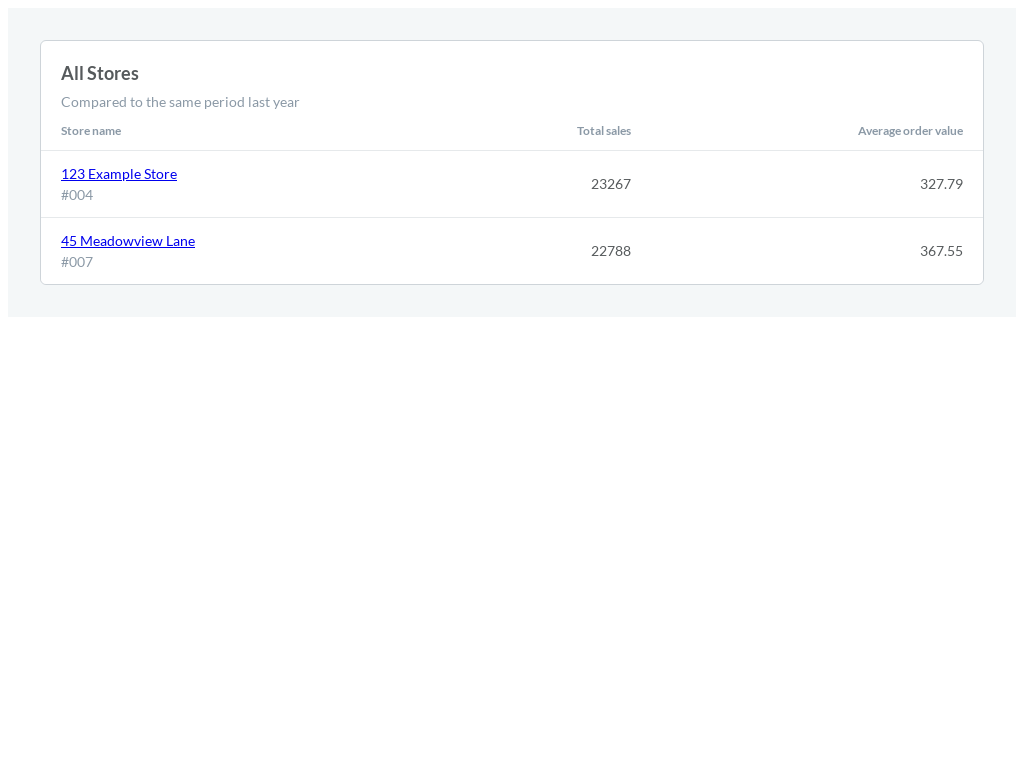 All Stores
Compared to the same period last year
Store name Total sales Average order value
123 Example Store
#004 23267 327.79
45 Meadowview Lane
#007 22788 367.55